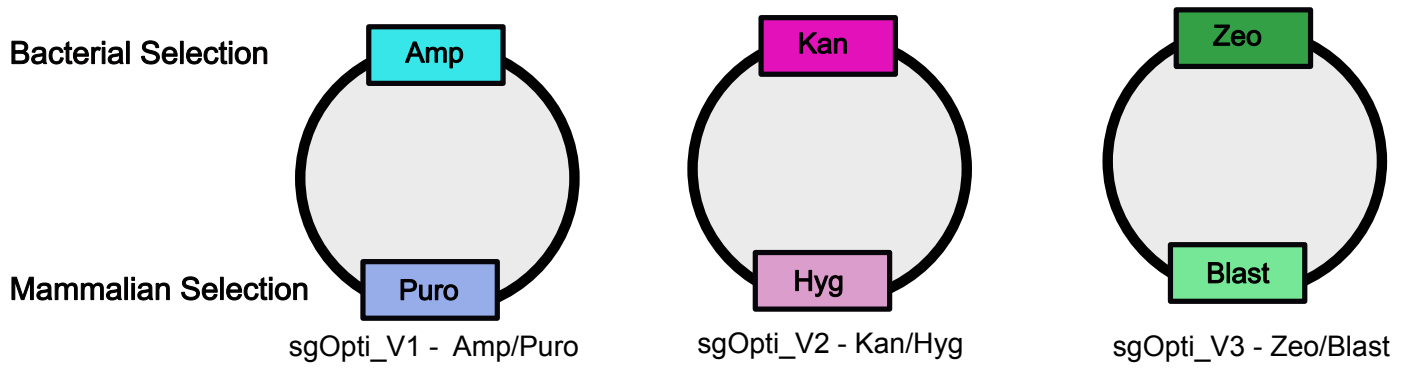 Bacterial Selection
Amp
Kan
Zeo
Mammalian Selection
Puro
Hyg
Blast
sgOpti_V1 - Amp/Puro
sgOpti_V2 - Kan/Hyg
sgOpti_V3 - Zeo/Blast